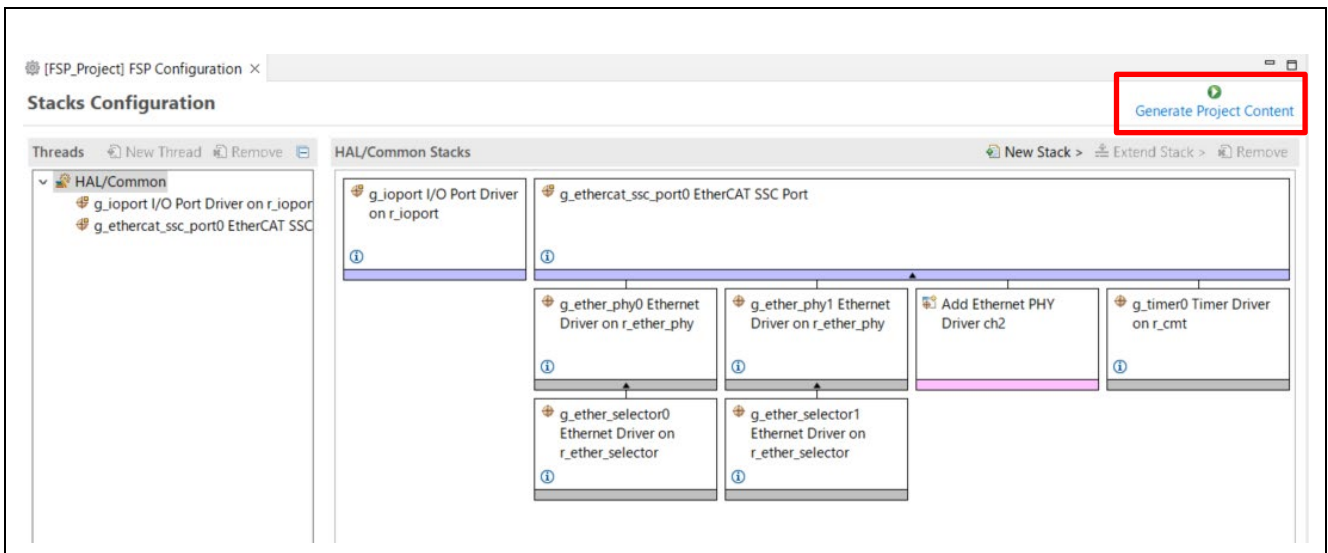 [FSP_Project] FSP Configuration
Stacks Configuration
Generate Project Content
Threads
New Thread
Remove
HAL/Common Stacks
New Stack >
Extend Stack >
Remove
HAL/Common
g_ioport I/O Port Driver on r_iopor
g_ethercat_ssc_port0 EtherCAT SSC
g_ioport I/O Port Driver
on r_ioport
g_ethercat_ssc_port0 EtherCAT SSC Port
g_ether_phy0 Ethernet
Driver on r_ether_phy
g_ether_phy1 Ethernet
Driver on r_ether_phy
Add Ethernet PHY
Driver ch2
g_timer0 Timer Driver
on r_cmt
g_ether_selector0
Ethernet Driver on
r_ether_selector
g_ether_selector1
Ethernet Driver on
r_ether_selector